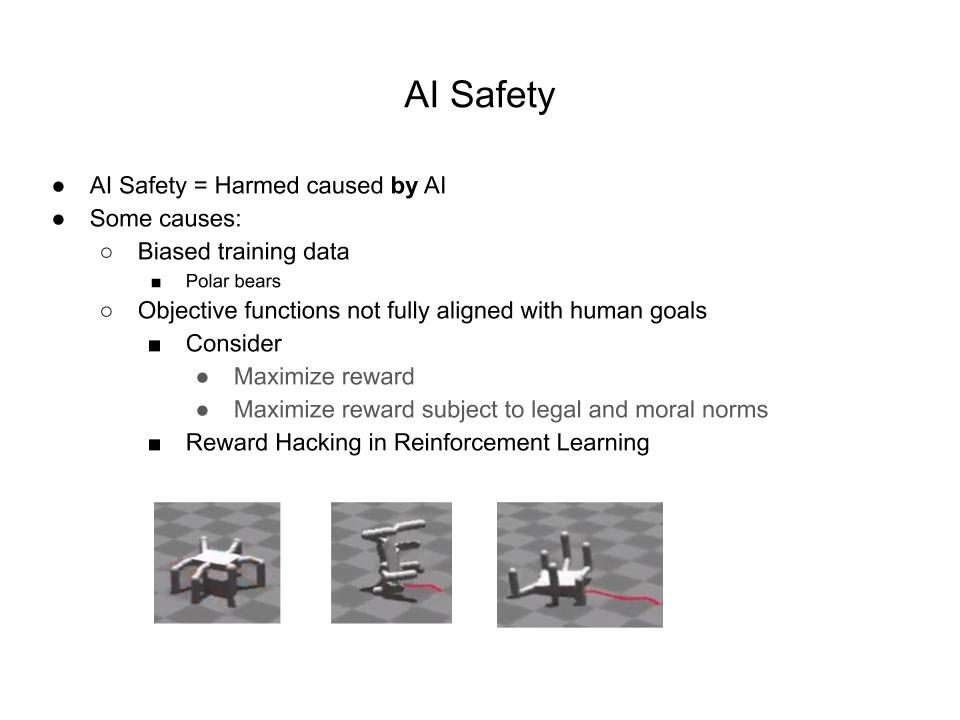 AI Safety
● AI Safety = Harmed caused by AI
● Some causes:
○ Biased training data
■ Polar bears
○ Objective functions not fully aligned with human goals
■ Consider
● Maximize reward
● Maximize reward subject to legal and moral norms
■ Reward Hacking in Reinforcement Learning